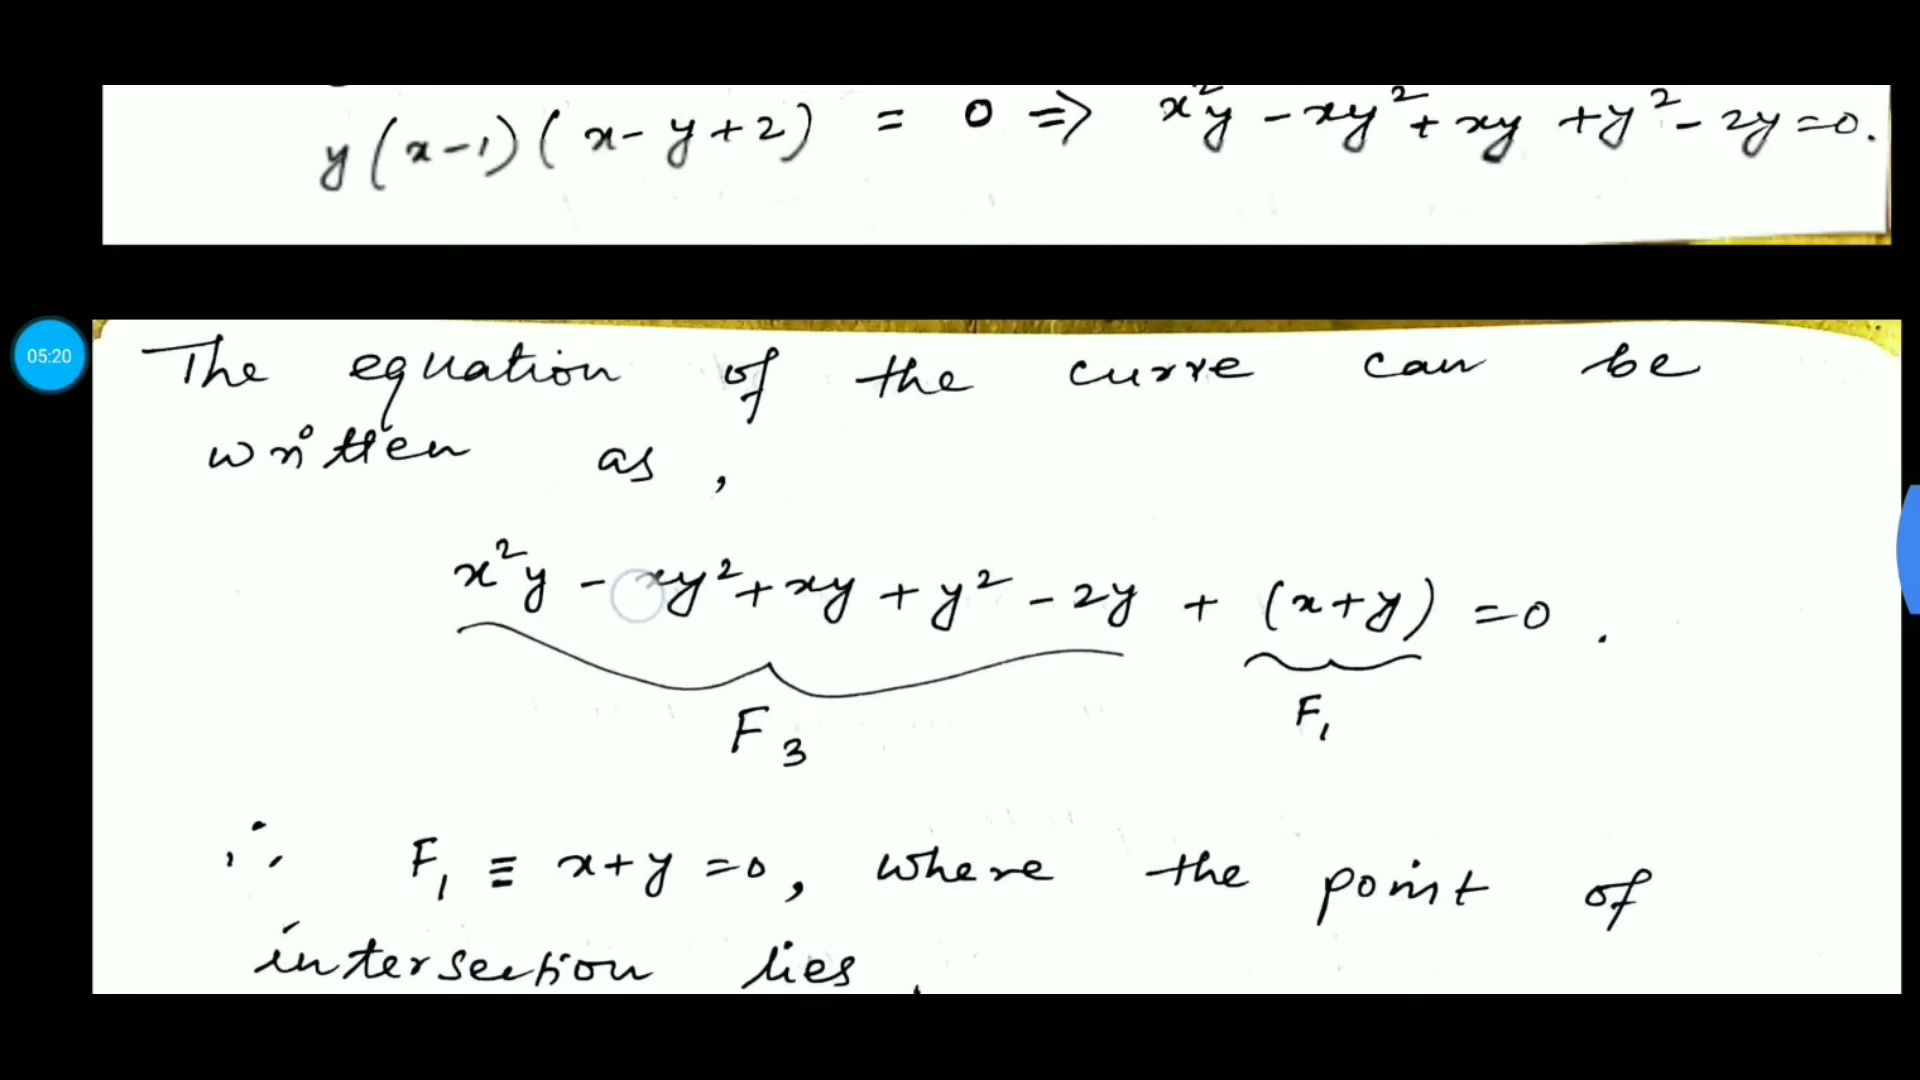 y(x-1)(x-y+2) = 0 => x²y - xy² + xy + y² - 2y = 0.
05:20
The equation of the curve can be
written as,
x²y - xy² + xy + y² - 2y + (x+y) = 0.
F₃ F₁
∴ F₁ ≡ x+y = 0, where the point of
intersection lies.